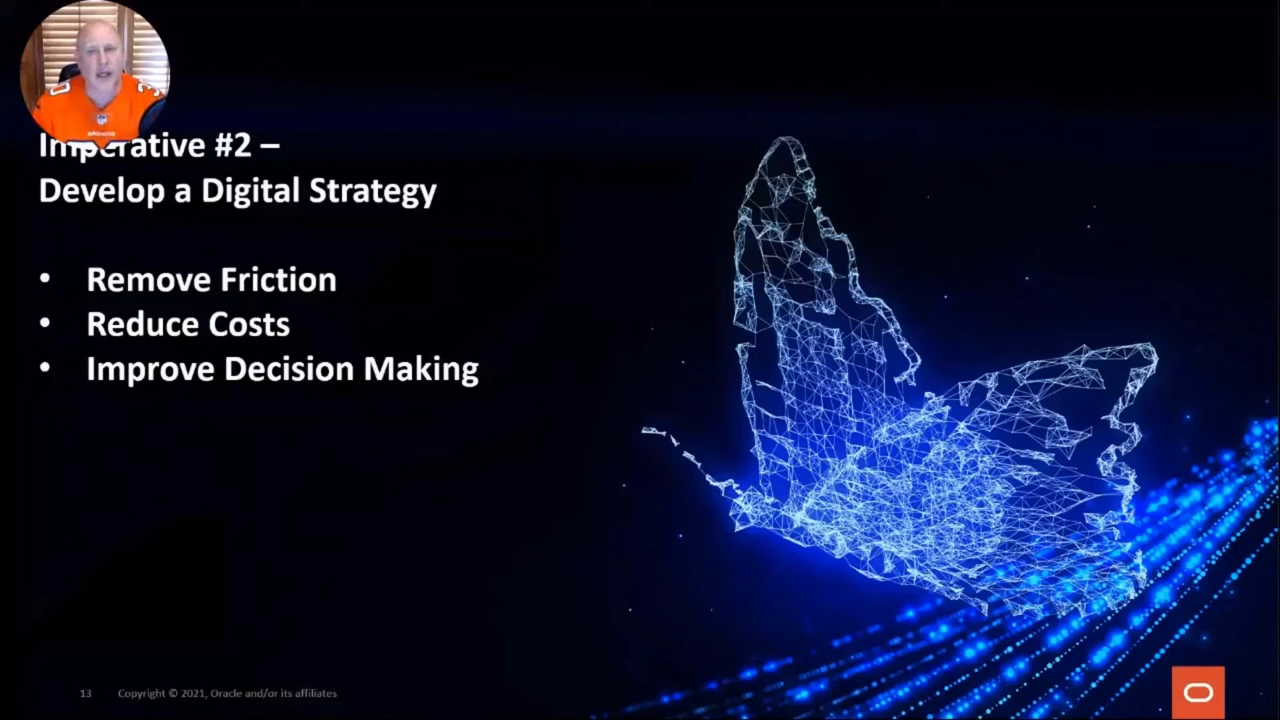 Imperative #2 –
Develop a Digital Strategy
• Remove Friction
• Reduce Costs
• Improve Decision Making
13 Copyright © 2021, Oracle and/or its affiliates